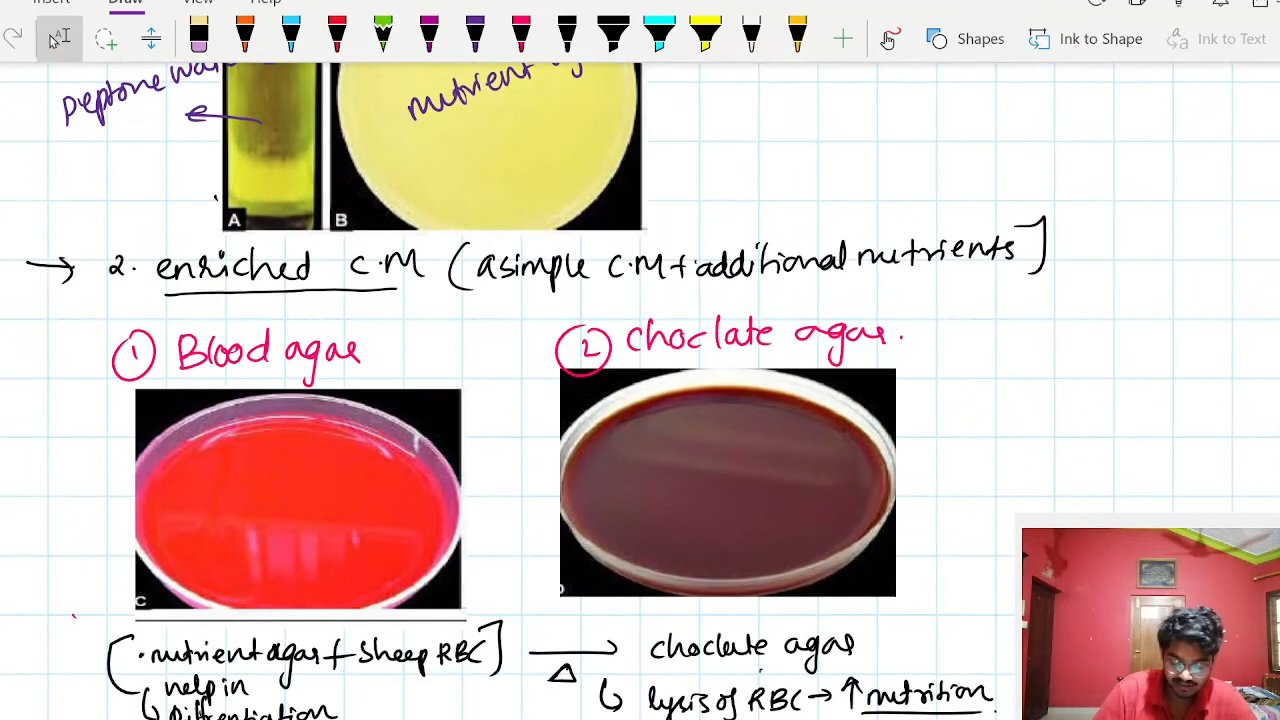 Insert Draw View Help
Shapes Ink to Shape Ink to Text
peptone
nutrient
A B
→ 2. enriched C.M (a simple C.M + additional nutrients]
① Blood agar
② choclate agar.
C
[• nutrient agar + Sheep RBC] → choclate agar
Δ
help in
↳ lysis of RBC → ↑ nutrition